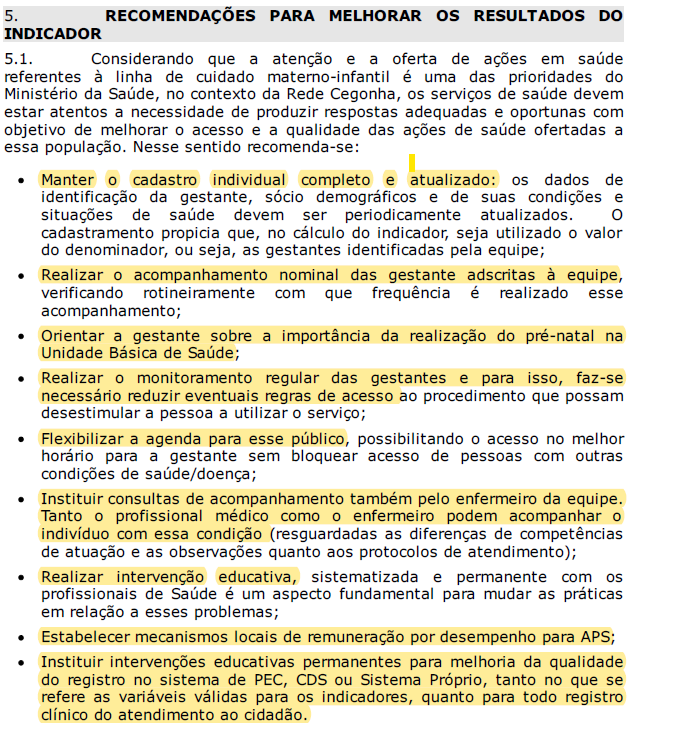 5. RECOMENDAÇÕES PARA MELHORAR OS RESULTADOS DO
INDICADOR
5.1. Considerando que a atenção e a oferta de ações em saúde
referentes à linha de cuidado materno-infantil é uma das prioridades do
Ministério da Saúde, no contexto da Rede Cegonha, os serviços de saúde devem
estar atentos a necessidade de produzir respostas adequadas e oportunas com
objetivo de melhorar o acesso e a qualidade das ações de saúde ofertadas a
essa população. Nesse sentido recomenda-se:
• Manter o cadastro individual completo e atualizado: os dados de
identificação da gestante, sócio demográficos e de suas condições e
situações de saúde devem ser periodicamente atualizados. O
cadastramento propicia que, no cálculo do indicador, seja utilizado o valor
do denominador, ou seja, as gestantes identificadas pela equipe;
• Realizar o acompanhamento nominal das gestante adscritas à equipe,
verificando rotineiramente com que frequência é realizado esse
acompanhamento;
• Orientar a gestante sobre a importância da realização do pré-natal na
Unidade Básica de Saúde;
• Realizar o monitoramento regular das gestantes e para isso, faz-se
necessário reduzir eventuais regras de acesso ao procedimento que possam
desestimular a pessoa a utilizar o serviço;
• Flexibilizar a agenda para esse público, possibilitando o acesso no melhor
horário para a gestante sem bloquear acesso de pessoas com outras
condições de saúde/doença;
• Instituir consultas de acompanhamento também pelo enfermeiro da equipe.
Tanto o profissional médico como o enfermeiro podem acompanhar o
indivíduo com essa condição (resguardadas as diferenças de competências
de atuação e as observações quanto aos protocolos de atendimento);
• Realizar intervenção educativa, sistematizada e permanente com os
profissionais de Saúde é um aspecto fundamental para mudar as práticas
em relação a esses problemas;
• Estabelecer mecanismos locais de remuneração por desempenho para APS;
• Instituir intervenções educativas permanentes para melhoria da qualidade
do registro no sistema de PEC, CDS ou Sistema Próprio, tanto no que se
refere as variáveis válidas para os indicadores, quanto para todo registro
clínico do atendimento ao cidadão.